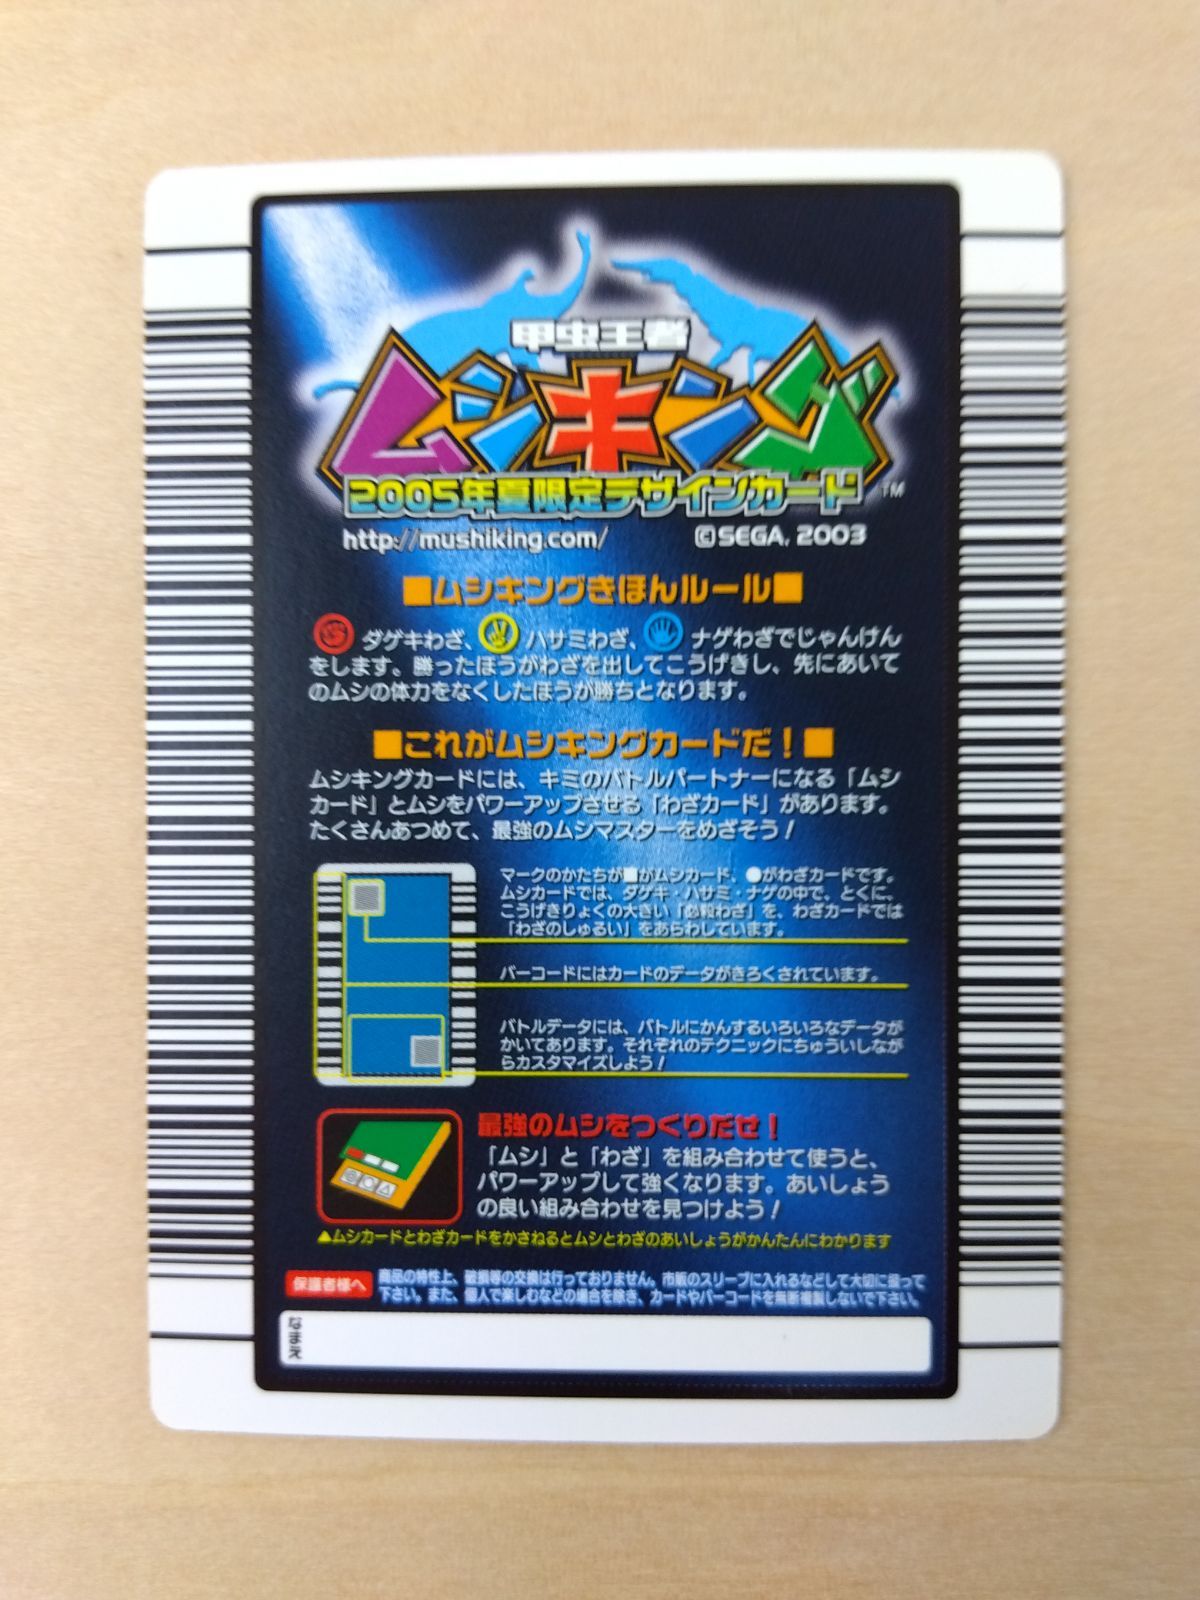 甲虫王者
ムシキング
2005年夏限定デザインカード
TM
http://mushiking.com/ ©SEGA, 2003
■ムシキングきほんルール■
ダゲキわざ、 ハサミわざ、 ナゲわざでじゃんけん
をします。勝ったほうがわざを出してこうげきし、先にあいて
のムシの体力をなくしたほうが勝ちとなります。
■これがムシキングカードだ！■
ムシキングカードには、キミのバトルパートナーになる「ムシ
カード」とムシをパワーアップさせる「わざカード」があります。
たくさんあつめて、最強のムシマスターをめざそう！
マークのかたちが■がムシカード、●がわざカードです。
ムシカードでは、ダゲキ・ハサミ・ナゲの中で、とくに、
こうげきりょくの大きい「必殺わざ」を、わざカードでは
「わざのしゅるい」をあらわしています。
バーコードにはカードのデータがきろくされています。
バトルデータには、バトルにかんするいろいろなデータが
かいてあります。それぞれのテクニックにちゅういしなが
らカスタマイズしよう！
最強のムシをつくりだせ！
「ムシ」と「わざ」を組み合わせて使うと、
パワーアップして強くなります。あいしょう
の良い組み合わせを見つけよう！
▲ムシカードとわざカードをかさねるとムシとわざのあいしょうがかんたんにわかります
保護者様へ 商品の特性上、破損等の交換は行っておりません。市販のスリーブに入れるなどして大切に扱って
下さい。また、個人で楽しむなどの場合を除き、カードやバーコードを無断複製しないで下さい。
なまえ